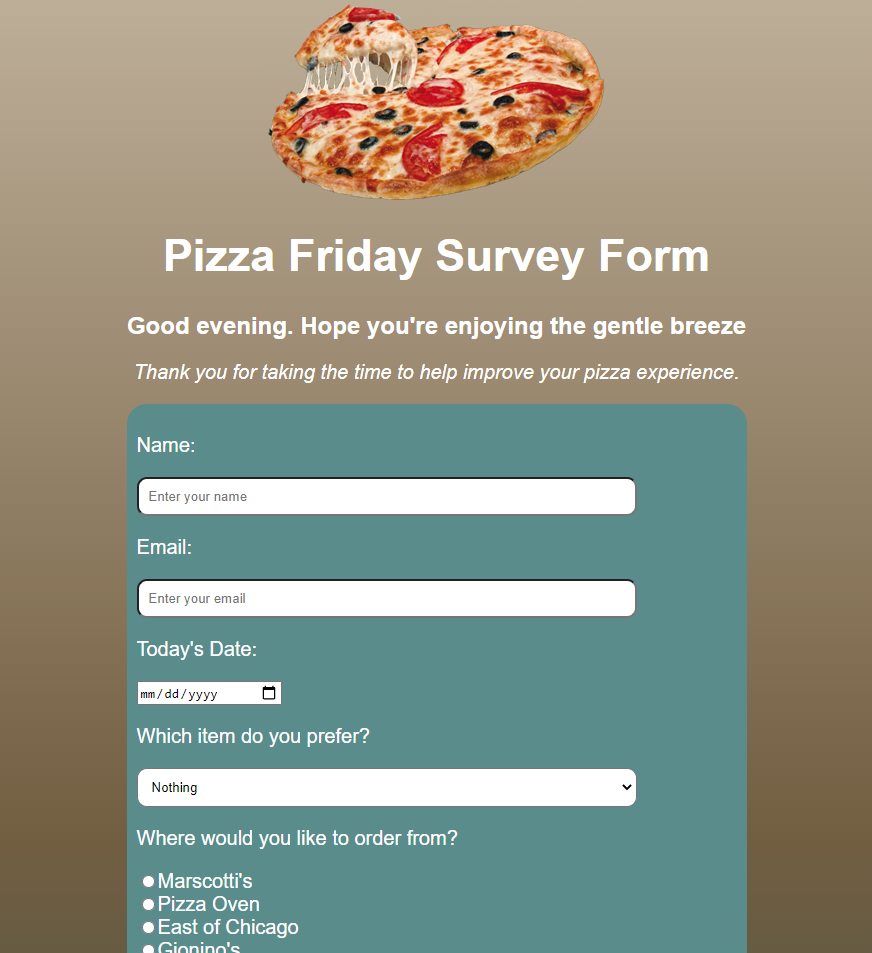 Pizza Friday Survey Form
Good evening. Hope you're enjoying the gentle breeze
Thank you for taking the time to help improve your pizza experience.
Name:
Enter your name
Email:
Enter your email
Today's Date:
mm/dd/yyyy
Which item do you prefer?
Nothing
Where would you like to order from?
Marscotti's
Pizza Oven
East of Chicago
Gionino's